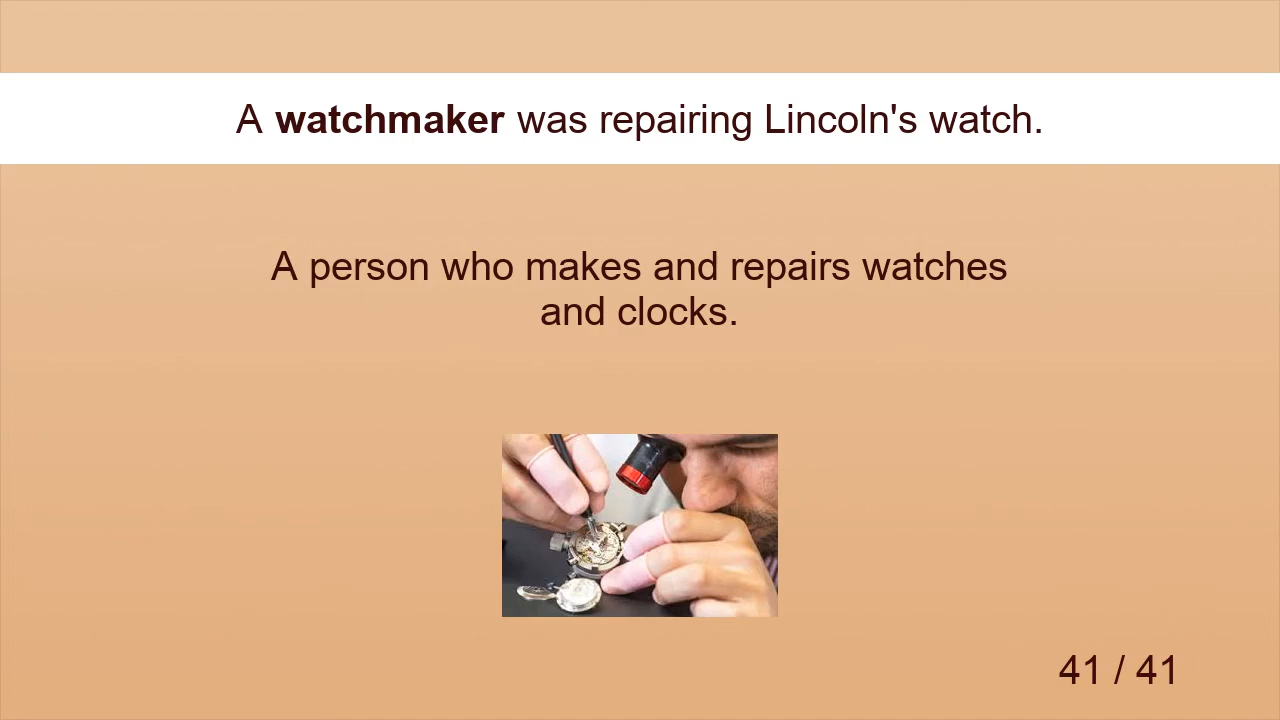 A watchmaker was repairing Lincoln's watch.
A person who makes and repairs watches
and clocks.
41 / 41